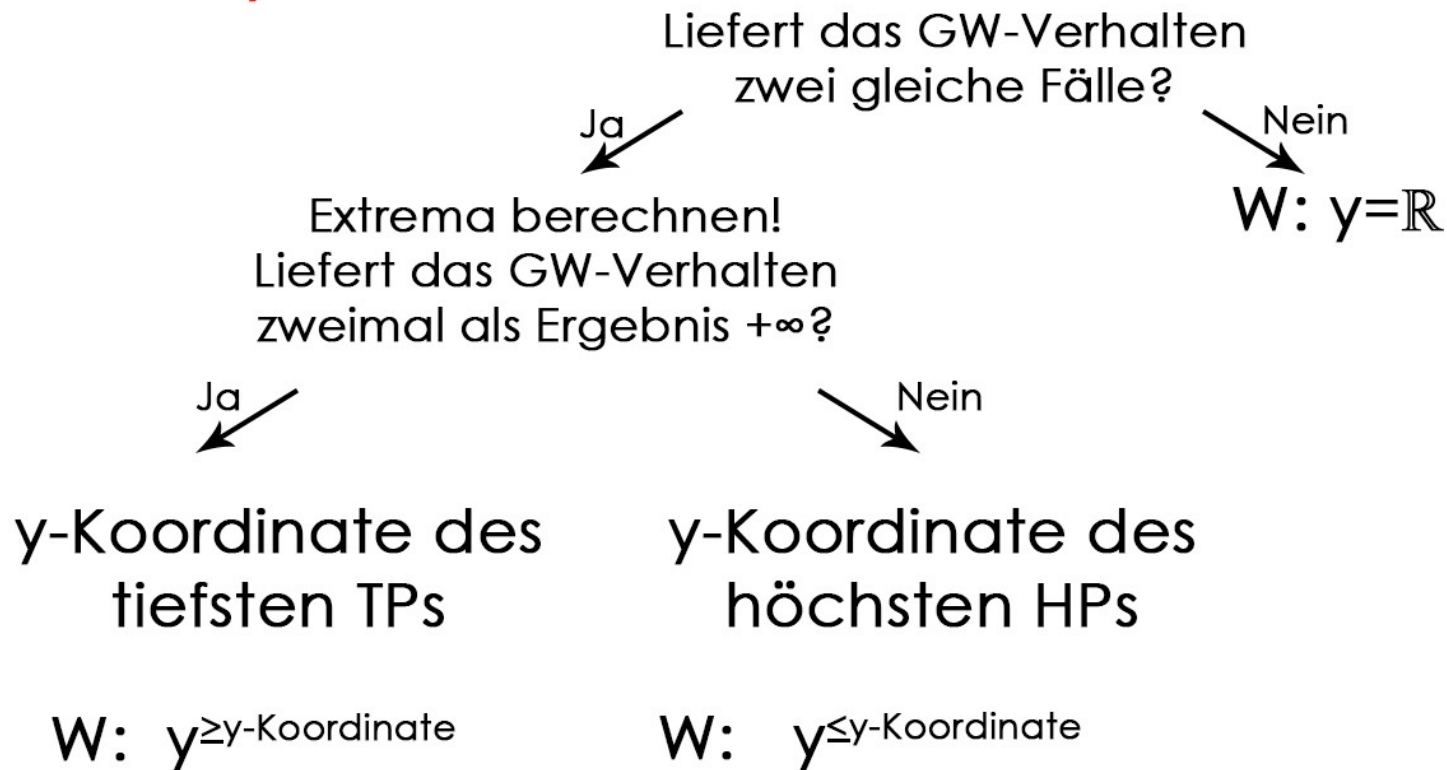 Liefert das GW-Verhalten
zwei gleiche Fälle?
Ja
Nein
Extrema berechnen!
Liefert das GW-Verhalten
zweimal als Ergebnis +∞?
W: y=ℝ
Ja
Nein
y-Koordinate des
tiefsten TPs
y-Koordinate des
höchsten HPs
W: y≥y-Koordinate
W: y≤y-Koordinate